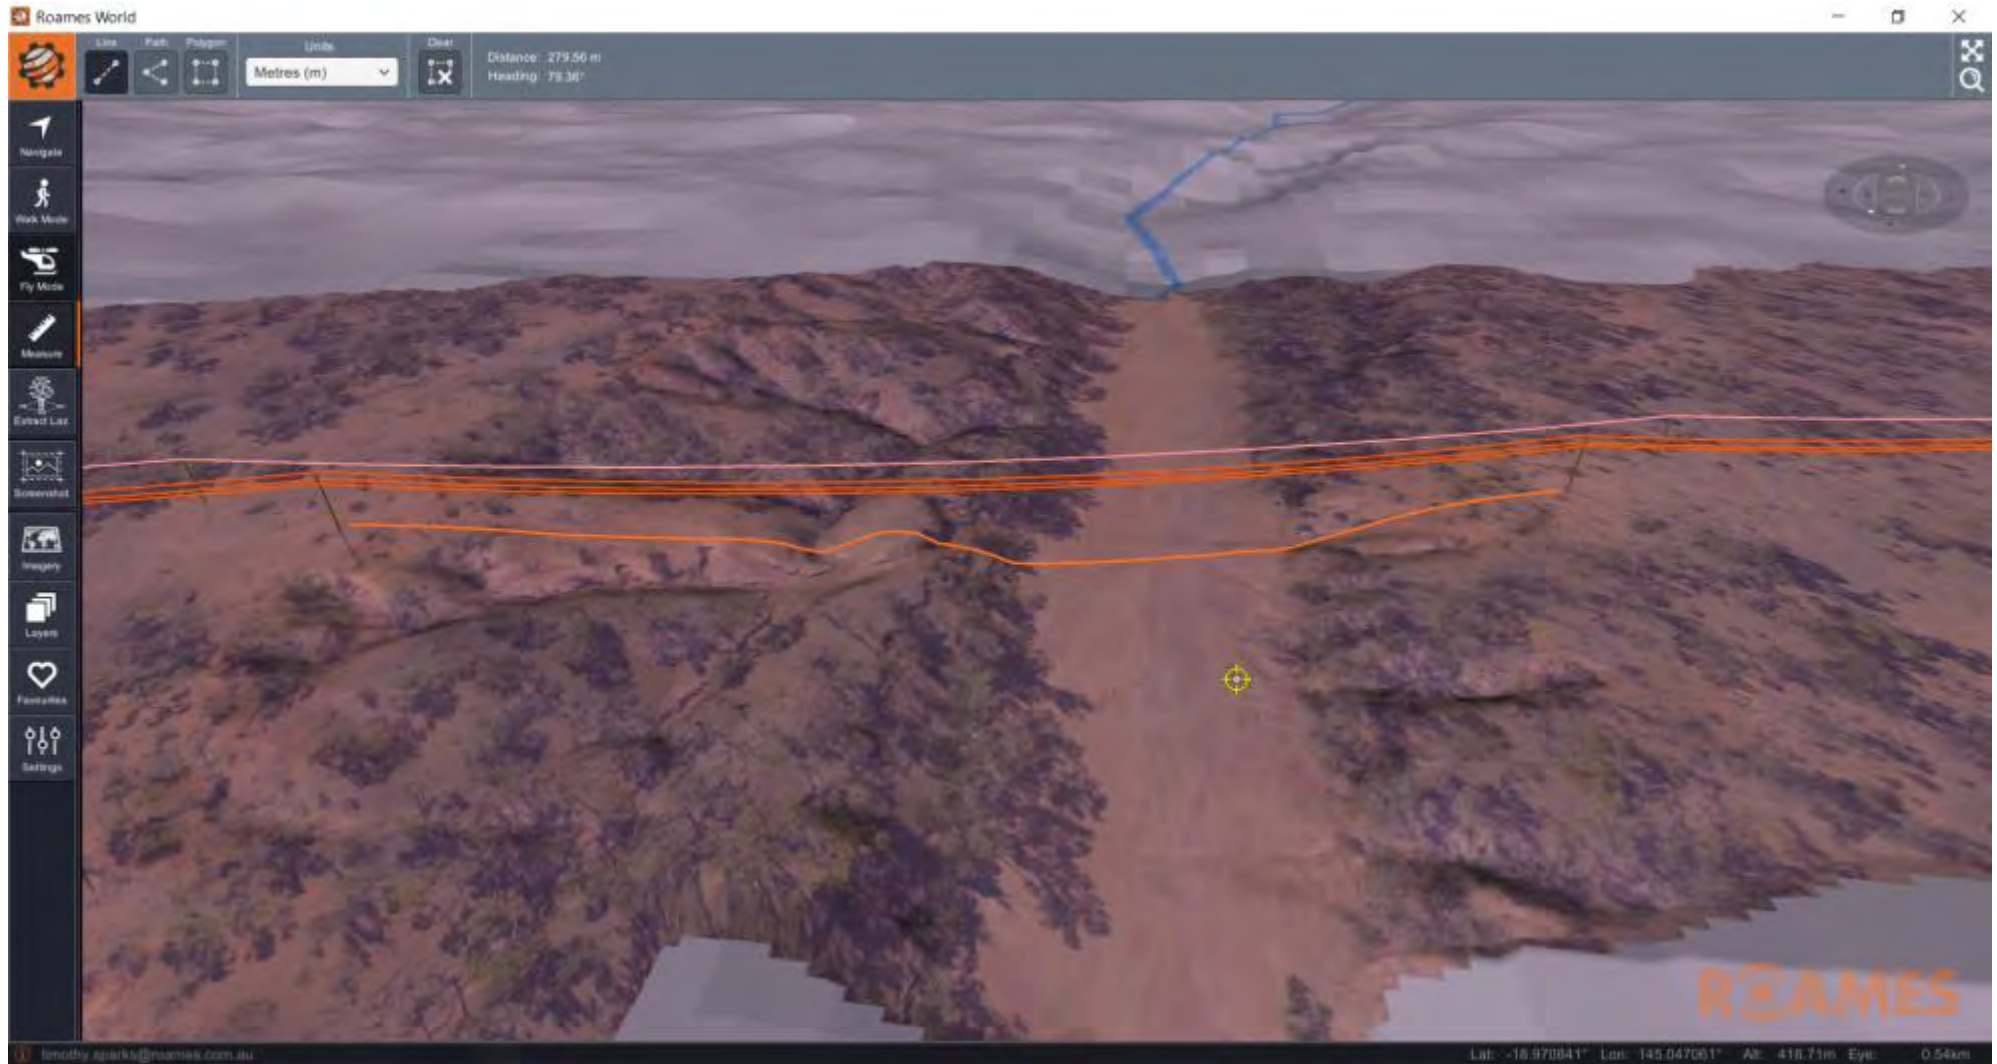 Roames World
Line Path Polygon
Units
Metres (m)
Clear
Distance: 279.56 m
Heading: 79.36°
Navigate
Walk Mode
Fly Mode
Measure
Extract Las
Screenshot
Imagery
Layers
Favourites
Settings
ROAMES
timothy.sparks@roames.com.au
Lat: -18.970841° Lon: 145.047061° Alt: 418.71m Eye: 0.54km